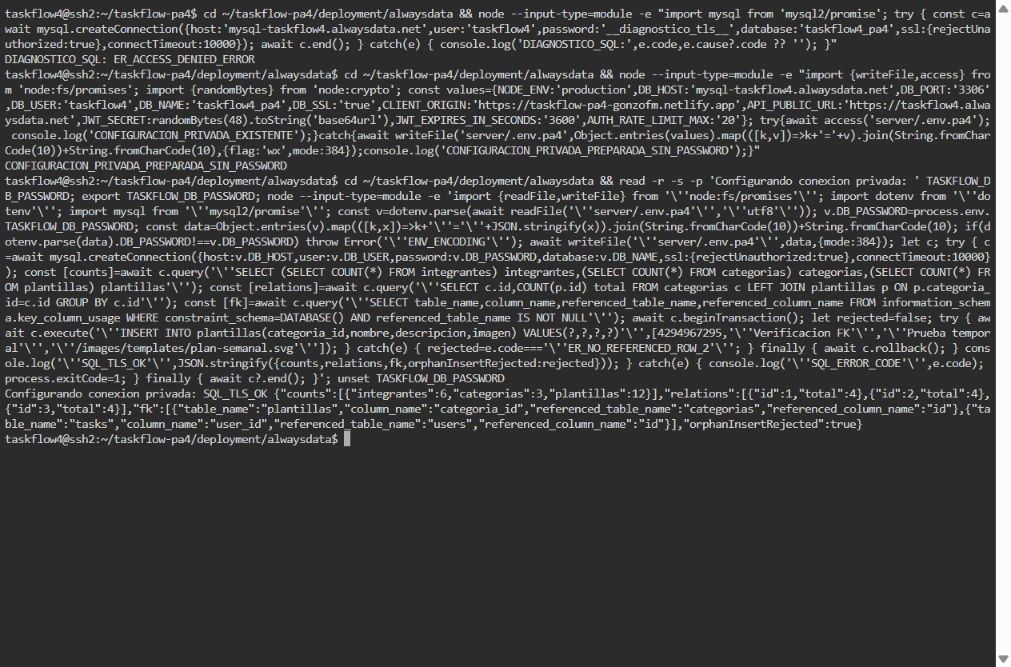 taskflow4@ssh2:~/taskflow-pa4$ cd ~/taskflow-pa4/deployment/alwaysdata && node --input-type=module -e "import mysql from 'mysql2/promise'; try { const c=a
wait mysql.createConnection({host:'mysql-taskflow4.alwaysdata.net',user:'taskflow4',password:'__diagnostico_tls__',database:'taskflow4_pa4',ssl:{rejectUna
uthorized:true},connectTimeout:10000}); await c.end(); } catch(e) { console.log('DIAGNOSTICO_SQL:',e.code,e.cause?.code ?? ''); }"
DIAGNOSTICO_SQL: ER_ACCESS_DENIED_ERROR
taskflow4@ssh2:~/taskflow-pa4/deployment/alwaysdata$ cd ~/taskflow-pa4/deployment/alwaysdata && node --input-type=module -e "import {writeFile,access} fro
m 'node:fs/promises'; import {randomBytes} from 'node:crypto'; const values={NODE_ENV:'production',DB_HOST:'mysql-taskflow4.alwaysdata.net',DB_PORT:'3306'
,DB_USER:'taskflow4',DB_NAME:'taskflow4_pa4',DB_SSL:'true',CLIENT_ORIGIN:'https://taskflow-pa4-gonzofm.netlify.app',API_PUBLIC_URL:'https://taskflow4.alwa
ysdata.net',JWT_SECRET:randomBytes(48).toString('base64url'),JWT_EXPIRES_IN_SECONDS:'3600',AUTH_RATE_LIMIT_MAX:'20'}; try{await access('server/.env.pa4');
 console.log('CONFIGURACION_PRIVADA_EXISTENTE');}catch{await writeFile('server/.env.pa4',Object.entries(values).map(([k,v])=>k+'='+v).join(String.fromChar
Code(10))+String.fromCharCode(10),{flag:'wx',mode:384});console.log('CONFIGURACION_PRIVADA_PREPARADA_SIN_PASSWORD');}"
CONFIGURACION_PRIVADA_PREPARADA_SIN_PASSWORD
taskflow4@ssh2:~/taskflow-pa4/deployment/alwaysdata$ cd ~/taskflow-pa4/deployment/alwaysdata && read -r -s -p 'Configurando conexion privada: ' TASKFLOW_D
B_PASSWORD; export TASKFLOW_DB_PASSWORD; node --input-type=module -e 'import {readFile,writeFile} from '\''node:fs/promises'\''; import dotenv from '\''do
tenv'\''; import mysql from '\''mysql2/promise'\''; const v=dotenv.parse(await readFile('\''server/.env.pa4'\'','\''utf8'\'')); v.DB_PASSWORD=process.env.
TASKFLOW_DB_PASSWORD; const data=Object.entries(v).map(([k,x])=>k+'\''='\''+JSON.stringify(x)).join(String.fromCharCode(10))+String.fromCharCode(10); if(d
otenv.parse(data).DB_PASSWORD!==v.DB_PASSWORD) throw Error('\''ENV_ENCODING'\''); await writeFile('\''server/.env.pa4'\'',data,{mode:384}); let c; try { c
=await mysql.createConnection({host:v.DB_HOST,user:v.DB_USER,password:v.DB_PASSWORD,database:v.DB_NAME,ssl:{rejectUnauthorized:true},connectTimeout:10000}
); const [counts]=await c.query('\''SELECT (SELECT COUNT(*) FROM integrantes) integrantes,(SELECT COUNT(*) FROM categorias) categorias,(SELECT COUNT(*) FR
OM plantillas) plantillas'\''); const [relations]=await c.query('\''SELECT c.id,COUNT(p.id) total FROM categorias c LEFT JOIN plantillas p ON p.categoria_
id=c.id GROUP BY c.id'\''); const [fk]=await c.query('\''SELECT table_name,column_name,referenced_table_name,referenced_column_name FROM information_schem
a.key_column_usage WHERE constraint_schema=DATABASE() AND referenced_table_name IS NOT NULL'\''); await c.beginTransaction(); let rejected=false; try { aw
ait c.execute('\''INSERT INTO plantillas(categoria_id,nombre,descripcion,imagen) VALUES(?,?,?,?)'\'',[4294967295,'\''Verificacion FK'\'','\''Prueba tempor
al'\'','\''/images/templates/plan-semanal.svg'\'']); } catch(e) { rejected=e.code==='\''ER_NO_REFERENCED_ROW_2'\''; } finally { await c.rollback(); } cons
ole.log('\''SQL_TLS_OK'\'',JSON.stringify({counts,relations,fk,orphanInsertRejected:rejected})); } catch(e) { console.log('\''SQL_ERROR_CODE'\'',e.code);
process.exitCode=1; } finally { await c?.end(); }'; unset TASKFLOW_DB_PASSWORD
Configurando conexion privada: SQL_TLS_OK {"counts":[{"integrantes":6,"categorias":3,"plantillas":12}],"relations":[{"id":1,"total":4},{"id":2,"total":4},
{"id":3,"total":4}],"fk":[{"table_name":"plantillas","column_name":"categoria_id","referenced_table_name":"categorias","referenced_column_name":"id"},{"ta
ble_name":"tasks","column_name":"user_id","referenced_table_name":"users","referenced_column_name":"id"}],"orphanInsertRejected":true}
taskflow4@ssh2:~/taskflow-pa4/deployment/alwaysdata$